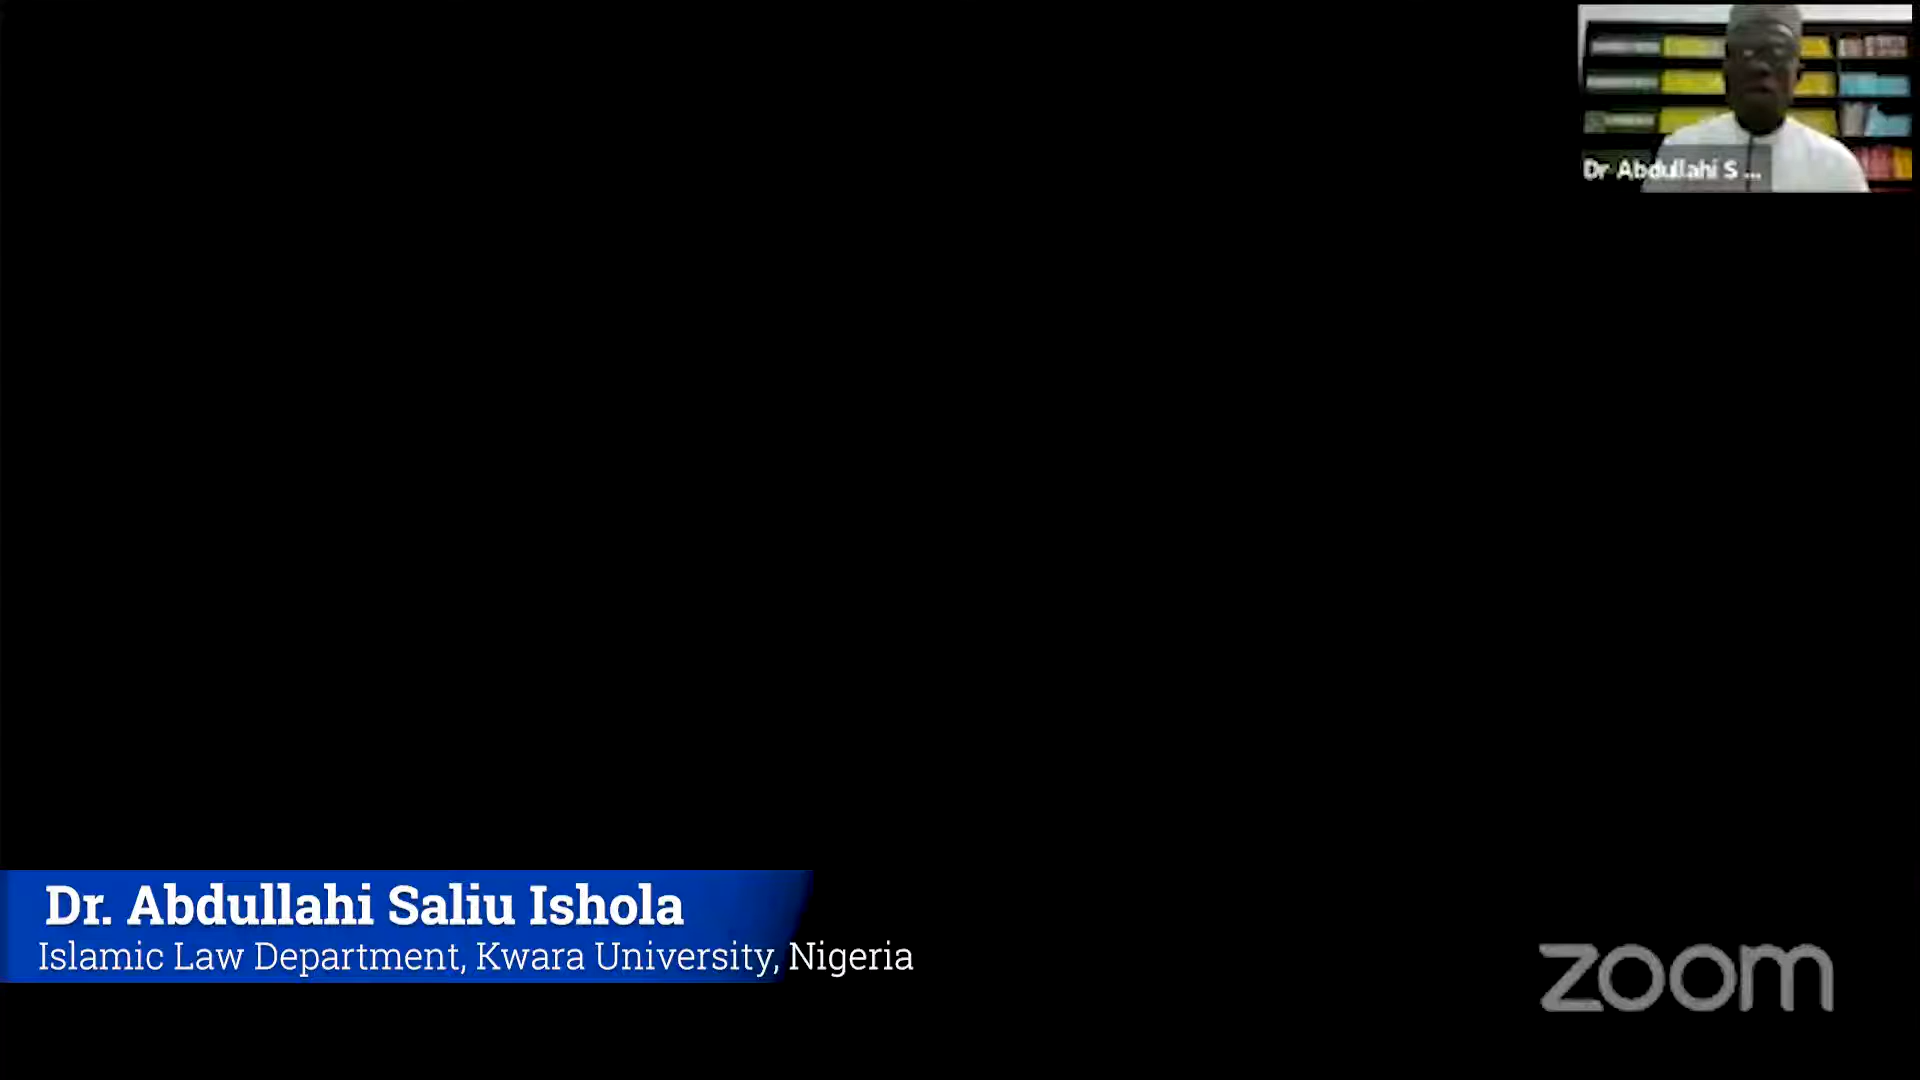 Dr Abdullahi S ...
Dr. Abdullahi Saliu Ishola
Islamic Law Department, Kwara University, Nigeria
zoom